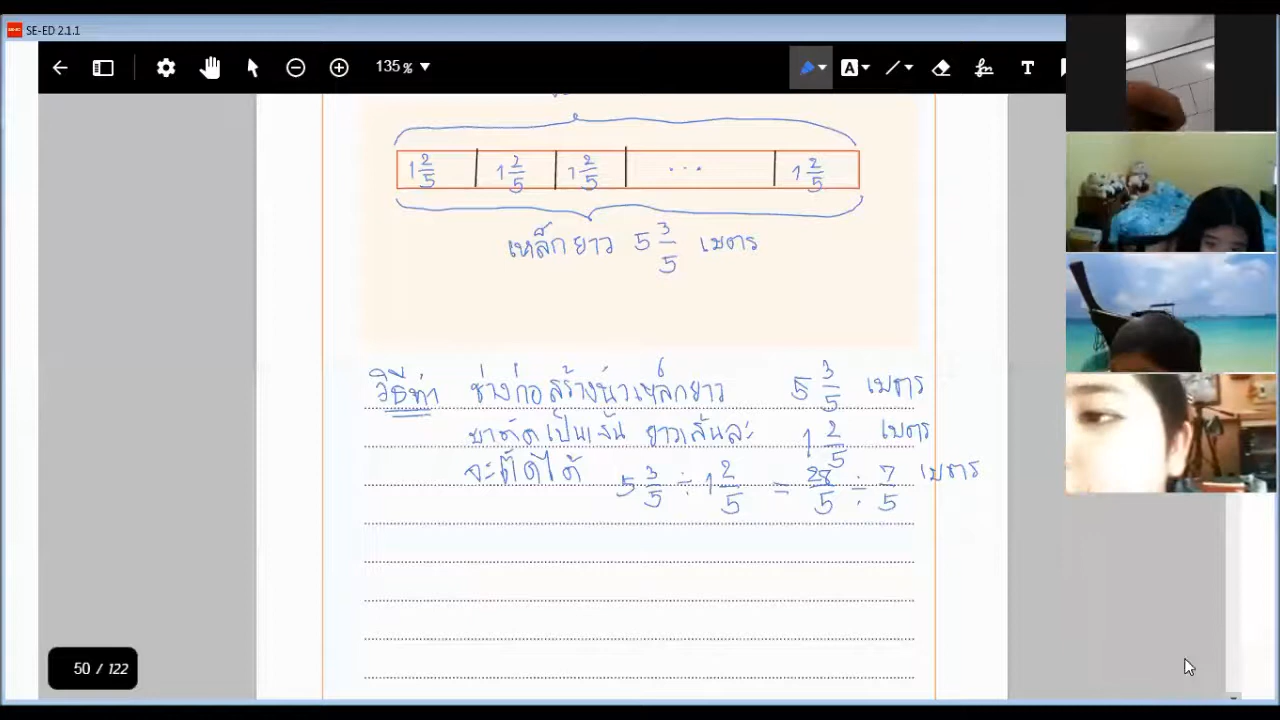 SE-ED 2.1.1
135 %
A
T
1 2/5 1 2/5 1 2/5 ... 1 2/5
เหล็กยาว 5 3/5 เมตร
วิธีทำ ช่างก่อสร้างนำเหล็กยาว 5 3/5 เมตร
มาตัดเป็นเส้น ยาวเส้นละ 1 2/5 เมตร
จะตัดได้ 5 3/5 ÷ 1 2/5 = 28/5 ÷ 7/5 เมตร
50 / 122